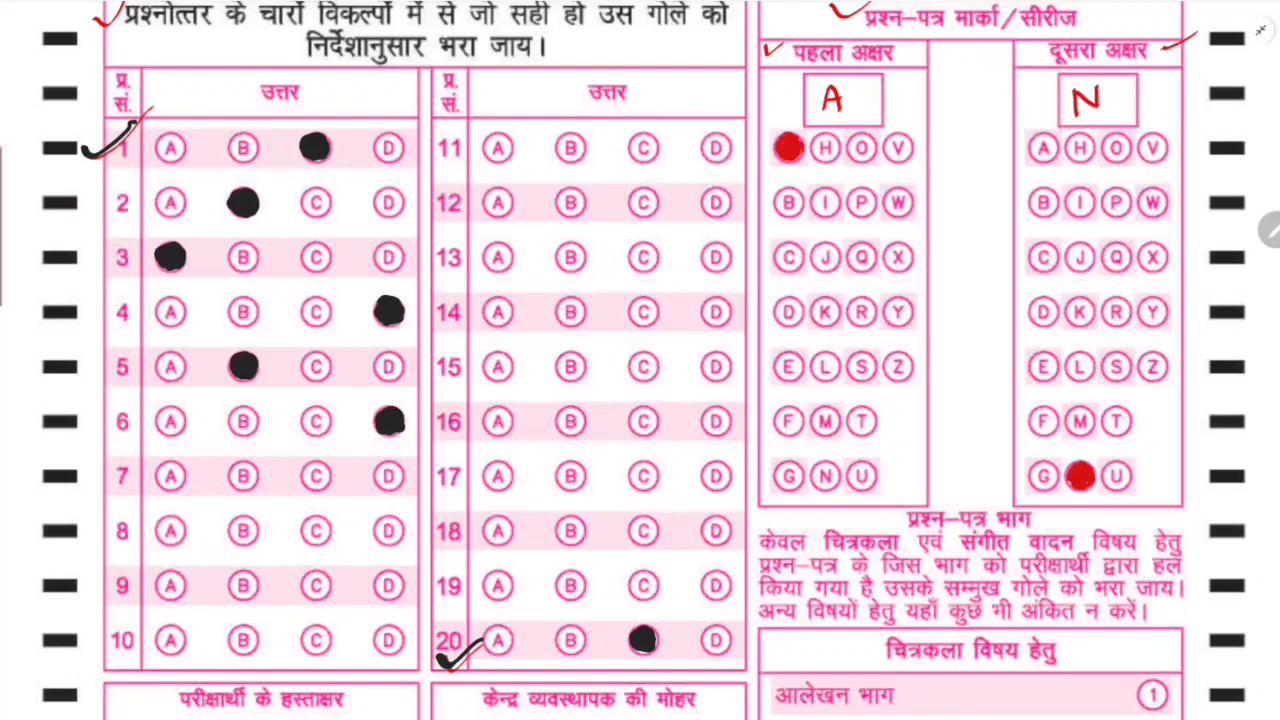 प्रश्नोत्तर के चारों विकल्पों में से जो सही हो उस गोले को
निर्देशानुसार भरा जाय।
प्र. सं. उत्तर
1 A B D
2 A C D
3 B C D
4 A B C
5 A C D
6 A B C
7 A B C D
8 A B C D
9 A B C D
10 A B C D
परीक्षार्थी के हस्ताक्षर
प्र. सं. उत्तर
11 A B C D
12 A B C D
13 A B C D
14 A B C D
15 A B C D
16 A B C D
17 A B C D
18 A B C D
19 A B C D
20 A B D
केन्द्र व्यवस्थापक की मोहर
प्रश्न-पत्र मार्का/सीरीज
पहला अक्षर
A
H O V
B I P W
C J Q X
D K R Y
E L S Z
F M T
G N U
दूसरा अक्षर
N
A H O V
B I P W
C J Q X
D K R Y
E L S Z
F M T
G U
प्रश्न-पत्र भाग
केवल चित्रकला एवं संगीत वादन विषय हेतु
प्रश्न-पत्र के जिस भाग को परीक्षार्थी द्वारा हल
किया गया है उसके सम्मुख गोले को भरा जाय।
अन्य विषयों हेतु यहाँ कुछ भी अंकित न करें।
चित्रकला विषय हेतु
आलेखन भाग 1